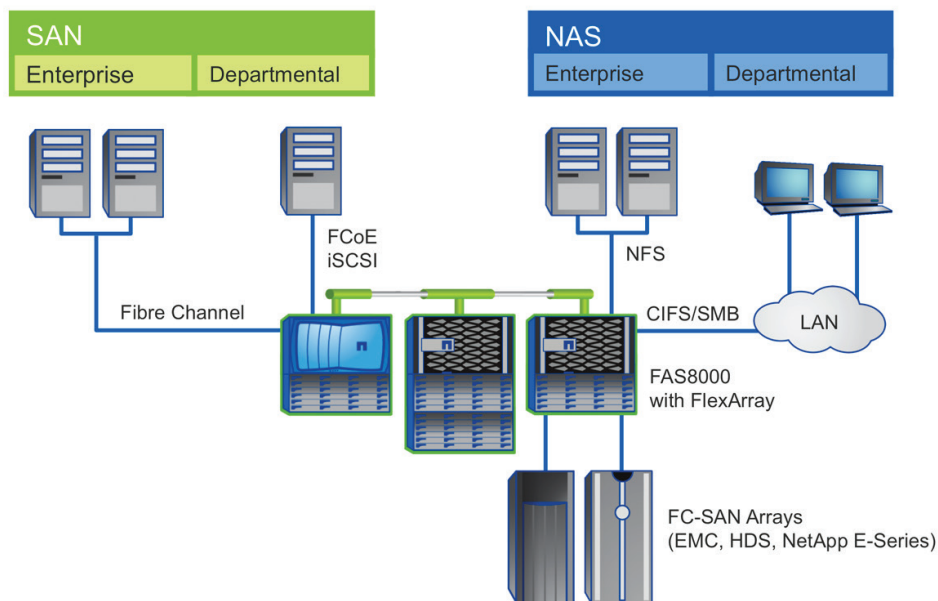 SAN
Enterprise
Departmental
NAS
Enterprise
Departmental
FCoE
iSCSI
NFS
Fibre Channel
CIFS/SMB
LAN
FAS8000
with FlexArray
FC-SAN Arrays
(EMC, HDS, NetApp E-Series)